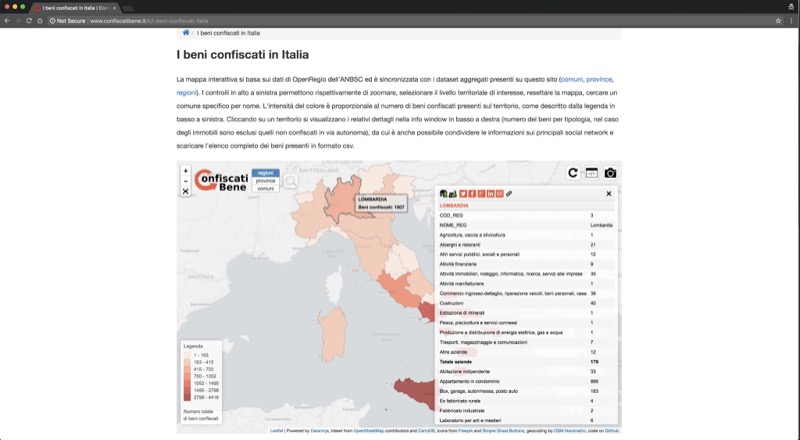 I beni confiscati in Italia | Con
Not Secure | www.confiscatibene.it/it/i-beni-confiscati-italia
/ I beni confiscati in Italia
I beni confiscati in Italia
La mappa interattiva si basa sui dati di OpenRegio dell'ANBSC ed è sincronizzata con i dataset aggregati presenti su questo sito (comuni, province,
regioni). I controlli in alto a sinistra permettono rispettivamente di zoomare, selezionare il livello territoriale di interesse, resettare la mappa, cercare un
comune specifico per nome. L'intensità del colore è proporzionale al numero di beni confiscati presenti sul territorio, come descritto dalla legenda in
basso a sinistra. Cliccando su un territorio si visualizzano i relativi dettagli nella info window in basso a destra (numero dei beni per tipologia, nel caso
degli immobili sono esclusi quelli non confiscati in via autonoma), da cui è anche possibile condividere le informazioni sui principali social network e
scaricare l'elenco completo dei beni presenti in formato csv.
+
-
Confiscati
Bene
regioni
province
comuni
SWITZERLAND
LOMBARDIA
Beni confiscati: 1007
LOMBARDIA
COD_REG 3
NOME_REG Lombardia
Agricoltura, caccia e silvicoltura 1
Alberghi e ristoranti 21
Altri servizi pubblici, sociali e personali 12
Attività finanziarie 9
Attività immobiliari, noleggio, informatica, ricerca, servizi alle imprese 35
Attività manifatturiere 1
Commercio ingrosso-dettaglio, riparazione veicoli, beni personali, casa 38
Costruzioni 40
Estrazione di minerali 1
Pesca, piscicoltura e servizi connessi 1
Produzione e distribuzione di energia elettrica, gas e acqua 1
Trasporti, magazzinaggio e comunicazioni 7
Altre aziende 12
Totale aziende 179
Abitazione indipendente 33
Appartamento in condominio 895
Box, garage, autorimessa, posto auto 183
Ex fabbricato rurale 4
Fabbricato industriale 2
Laboratorio per arti e mestieri 6
Legenda
1 - 163
163 - 415
415 - 700
700 - 1052
1052 - 1495
1495 - 2798
2798 - 4416
Numero totale
di beni confiscati
Leaflet | Powered by Dataninja, tileset from OpenStreetMap contributors and CartoDB, icons from Freepik and Simple Share Buttons, geocoding by OSM Nominatim, code on GitHub.